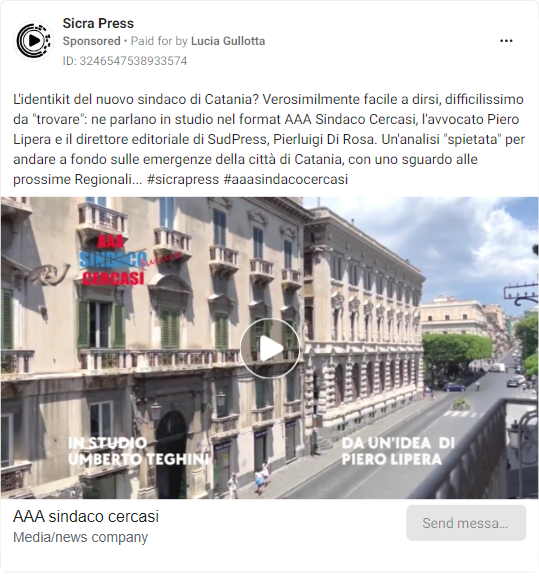 Sicra Press
Sponsored • Paid for by Lucia Gullotta
ID: 3246547538933574
L'identikit del nuovo sindaco di Catania? Verosimilmente facile a dirsi, difficilissimo
da "trovare": ne parlano in studio nel format AAA Sindaco Cercasi, l'avvocato Piero
Lipera e il direttore editoriale di SudPress, Pierluigi Di Rosa. Un'analisi "spietata" per
andare a fondo sulle emergenze della città di Catania, con uno sguardo alle
prossime Regionali... #sicrapress #aaasindacocercasi
AAA
SINDACO
CERCASI
IN STUDIO
UMBERTO TEGHINI
DA UN'IDEA DI
PIERO LIPERA
AAA sindaco cercasi
Media/news company
Send messa...